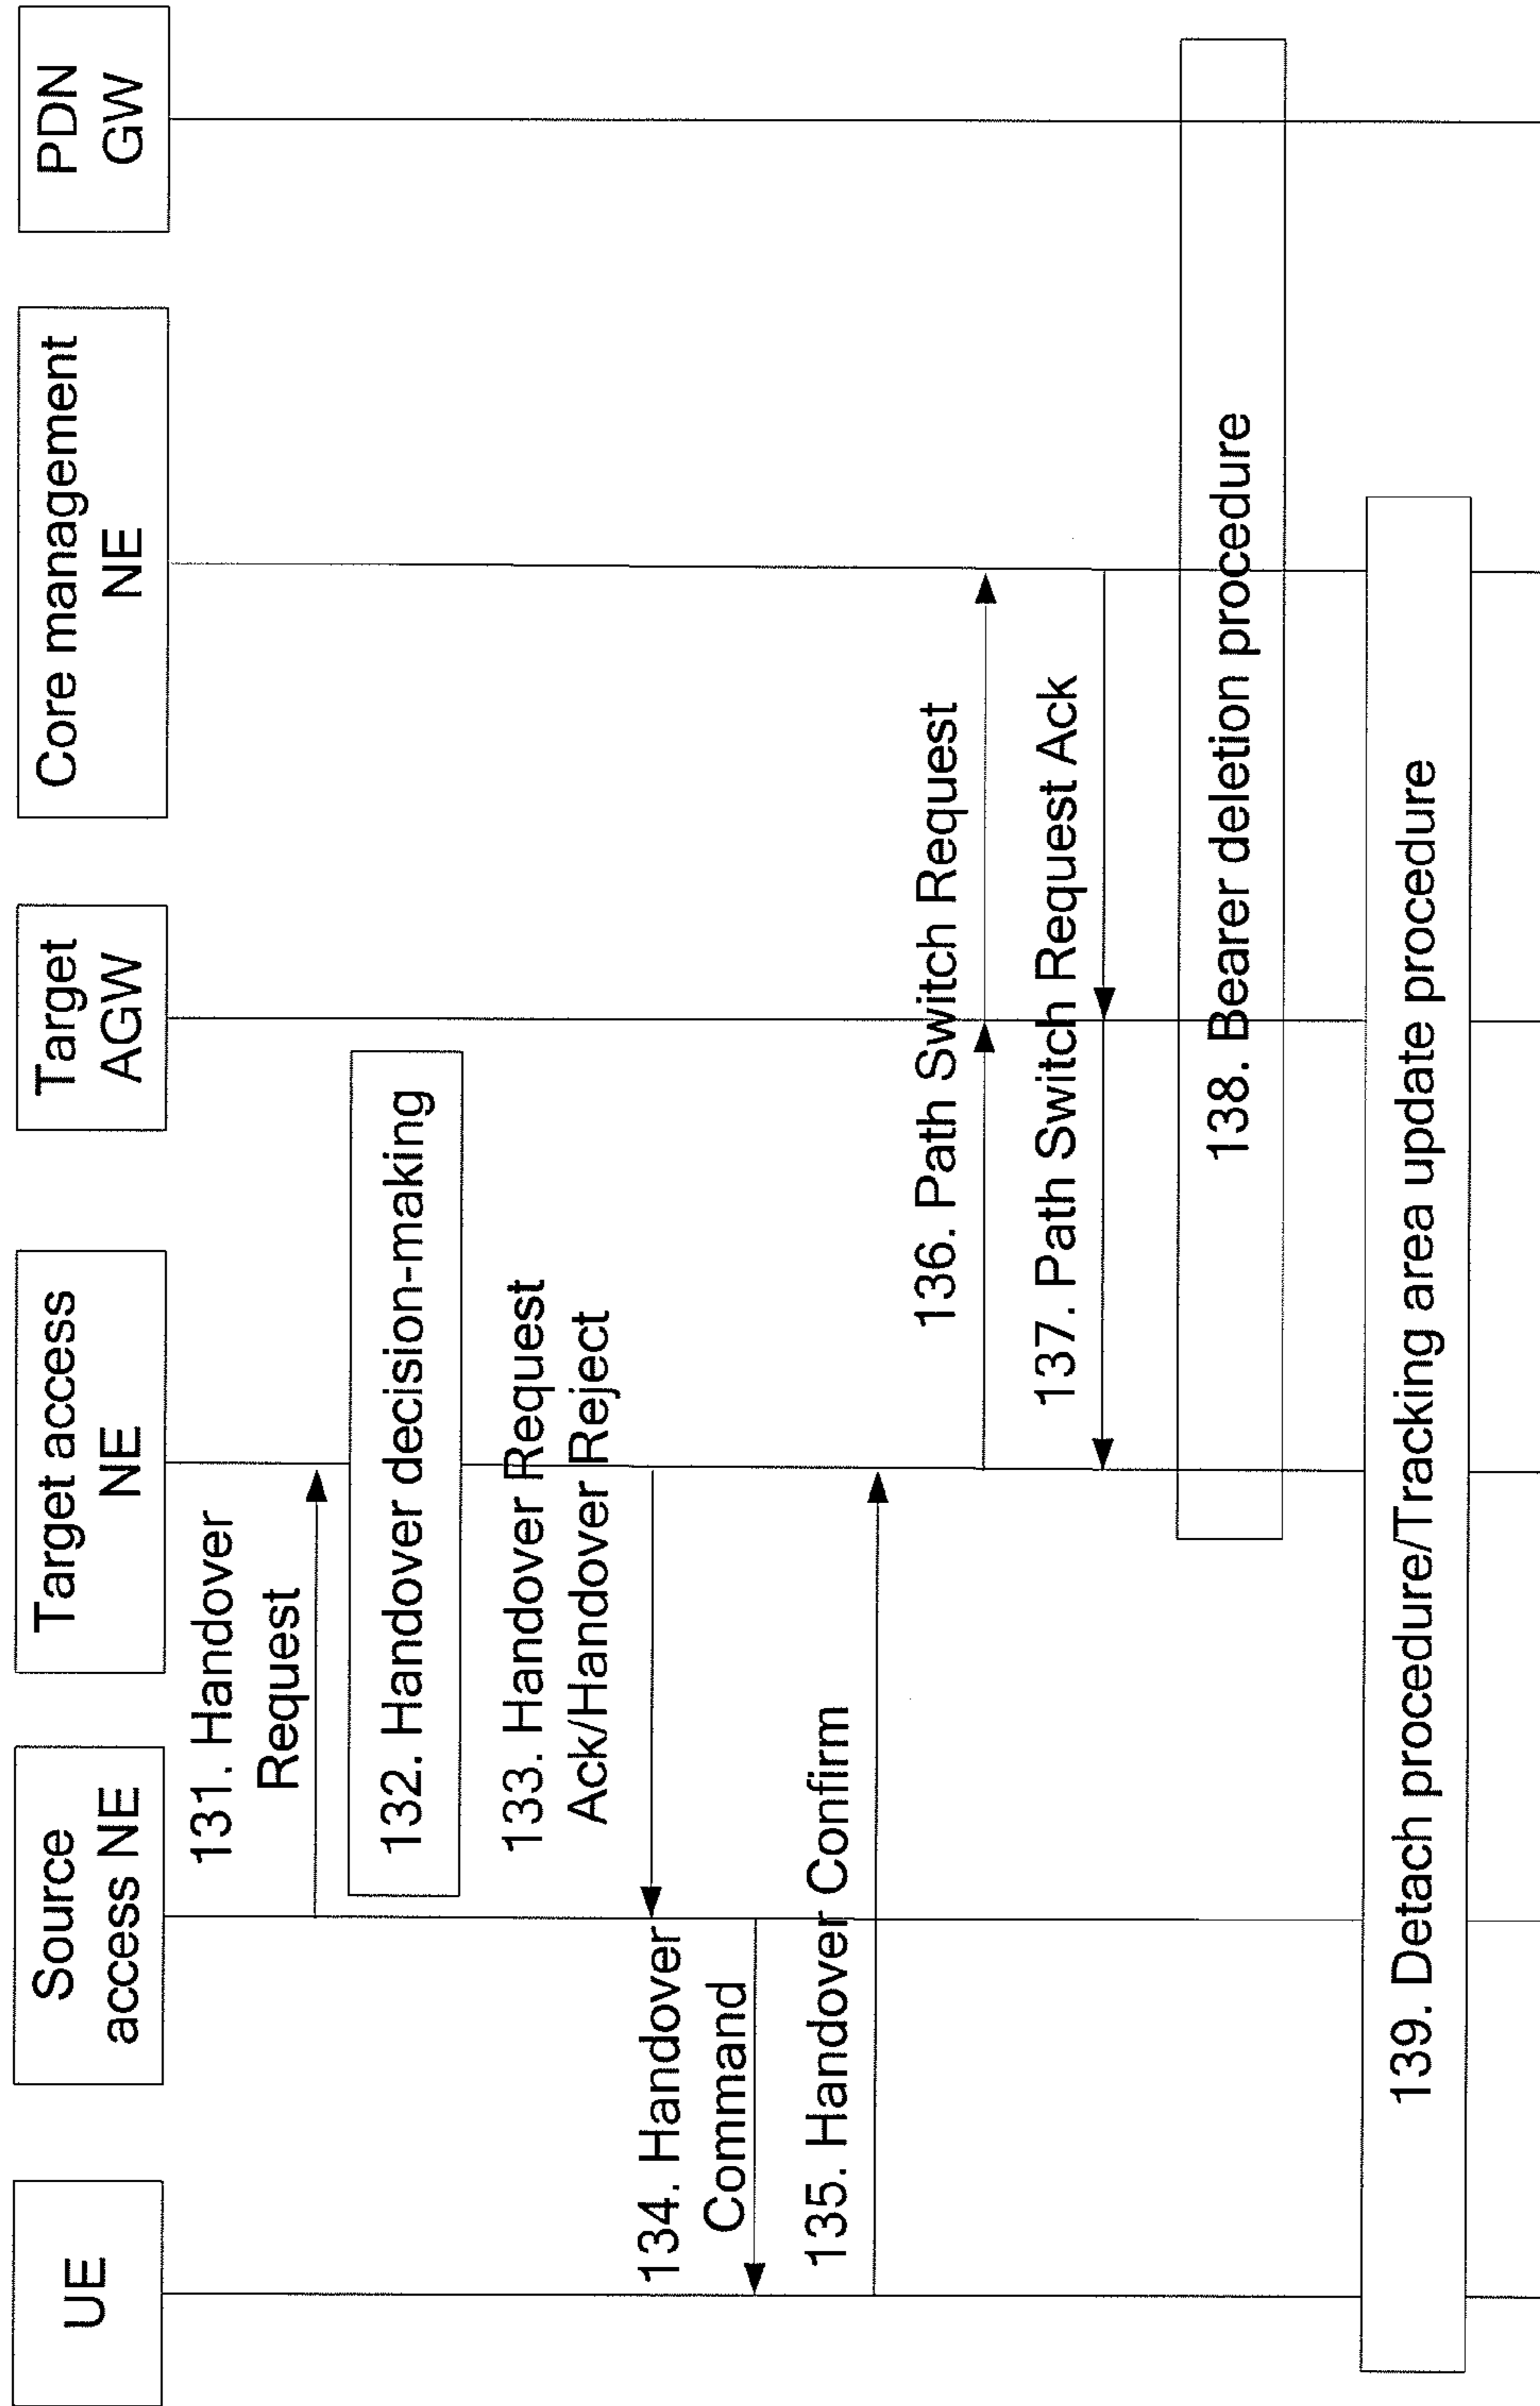 UE
Source
access NE
Target access
NE
Target
AGW
Core management
NE
PDN
GW
131. Handover
Request
132. Handover decision-making
133. Handover Request
Ack/Handover Reject
134. Handover
Command
135. Handover Confirm
136. Path Switch Request
137. Path Switch Request Ack
138. Bearer deletion procedure
139. Detach procedure/Tracking area update procedure